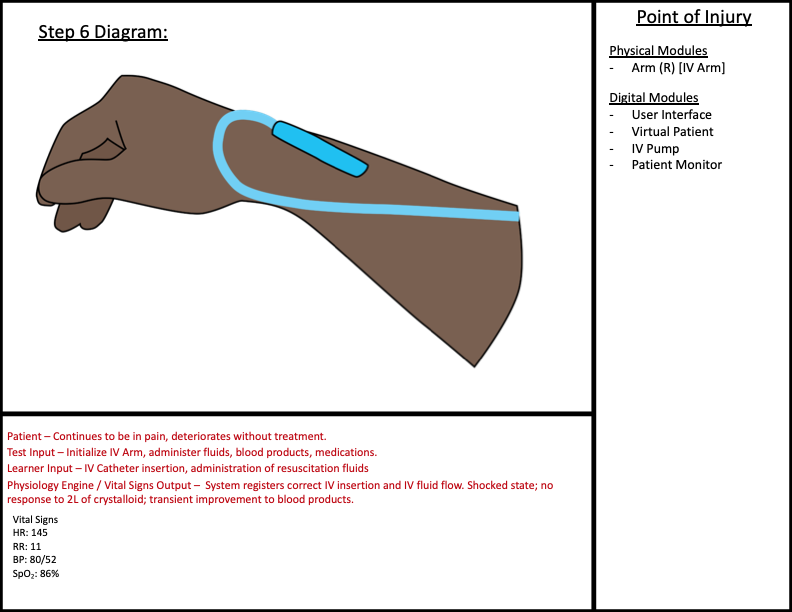 Step 6 Diagram:
Point of Injury
Physical Modules
- Arm (R) [IV Arm]
Digital Modules
- User Interface
- Virtual Patient
- IV Pump
- Patient Monitor
Patient – Continues to be in pain, deteriorates without treatment.
Test Input – Initialize IV Arm, administer fluids, blood products, medications.
Learner Input – IV Catheter insertion, administration of resuscitation fluids
Physiology Engine / Vital Signs Output – System registers correct IV insertion and IV fluid flow. Shocked state; no
response to 2L of crystalloid; transient improvement to blood products.
Vital Signs
HR: 145
RR: 11
BP: 80/52
SpO₂: 86%